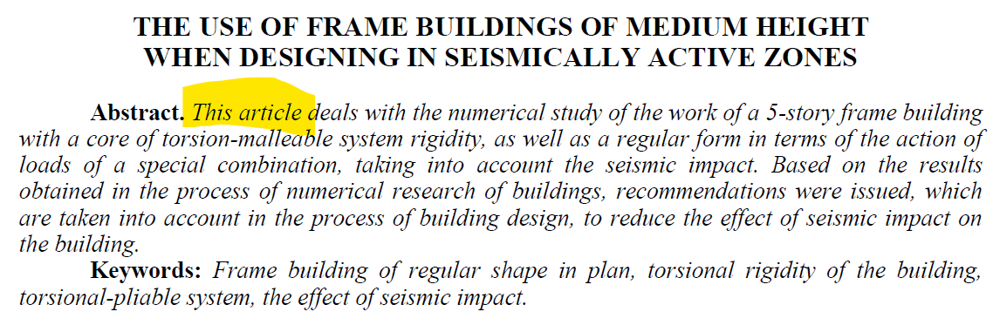 THE USE OF FRAME BUILDINGS OF MEDIUM HEIGHT
WHEN DESIGNING IN SEISMICALLY ACTIVE ZONES
Abstract. This article deals with the numerical study of the work of a 5-story frame building
with a core of torsion-malleable system rigidity, as well as a regular form in terms of the action of
loads of a special combination, taking into account the seismic impact. Based on the results
obtained in the process of numerical research of buildings, recommendations were issued, which
are taken into account in the process of building design, to reduce the effect of seismic impact on
the building.
Keywords: Frame building of regular shape in plan, torsional rigidity of the building,
torsional-pliable system, the effect of seismic impact.